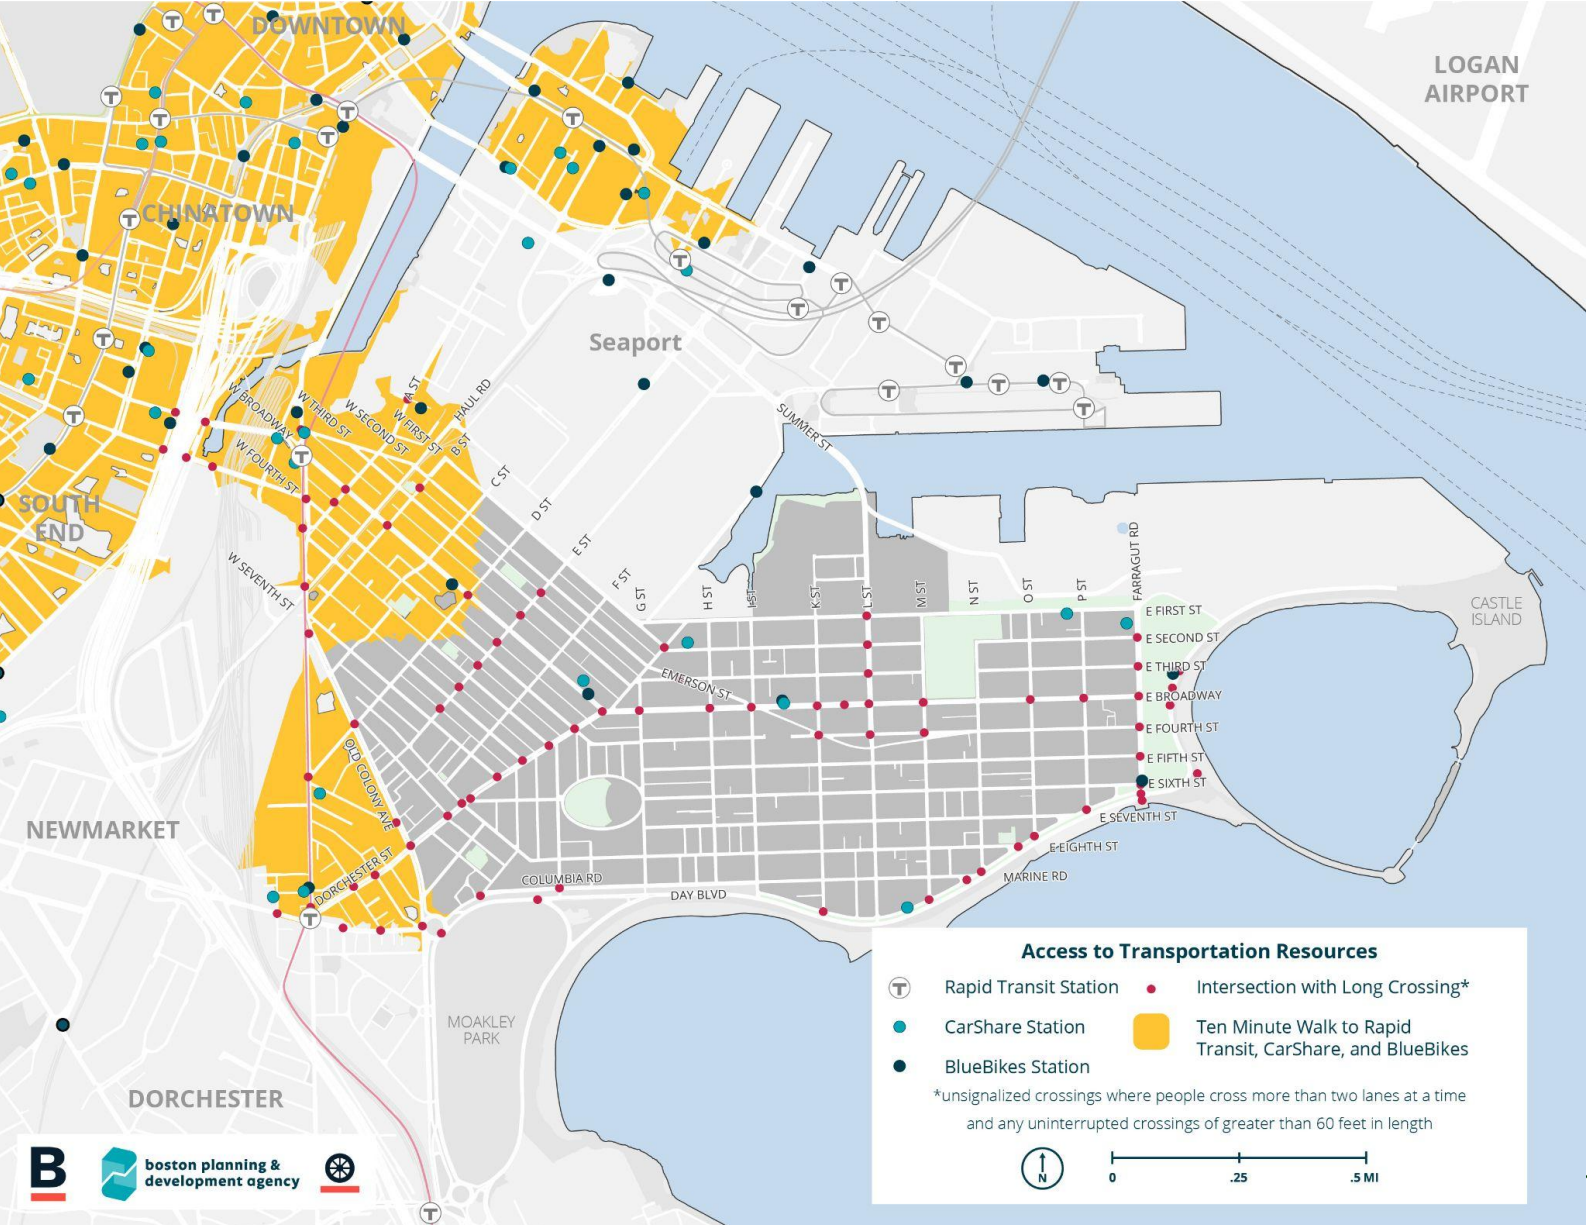 DOWNTOWN
LOGAN
AIRPORT
CHINATOWN
Seaport
A ST
HAUL RD
W BROADWAY
W THIRD ST
W SECOND ST
W FIRST ST
B ST
SUMMER ST
W FOURTH ST
C ST
D ST
SOUTH
END
E ST
W SEVENTH ST
F ST
G ST
H ST
I ST
K ST
L ST
M ST
N ST
O ST
P ST
FARRAGUT RD
CASTLE
ISLAND
E FIRST ST
E SECOND ST
E THIRD ST
EMERSON ST
E BROADWAY
E FOURTH ST
OLD COLONY AVE
E FIFTH ST
E SIXTH ST
NEWMARKET
E SEVENTH ST
E EIGHTH ST
DORCHESTER ST
COLUMBIA RD
MARINE RD
DAY BLVD
MOAKLEY
PARK
DORCHESTER
Access to Transportation Resources
T Rapid Transit Station
Intersection with Long Crossing*
CarShare Station
Ten Minute Walk to Rapid
Transit, CarShare, and BlueBikes
BlueBikes Station
*unsignalized crossings where people cross more than two lanes at a time
and any uninterrupted crossings of greater than 60 feet in length
N
0 .25 .5 MI
B
boston planning &
development agency